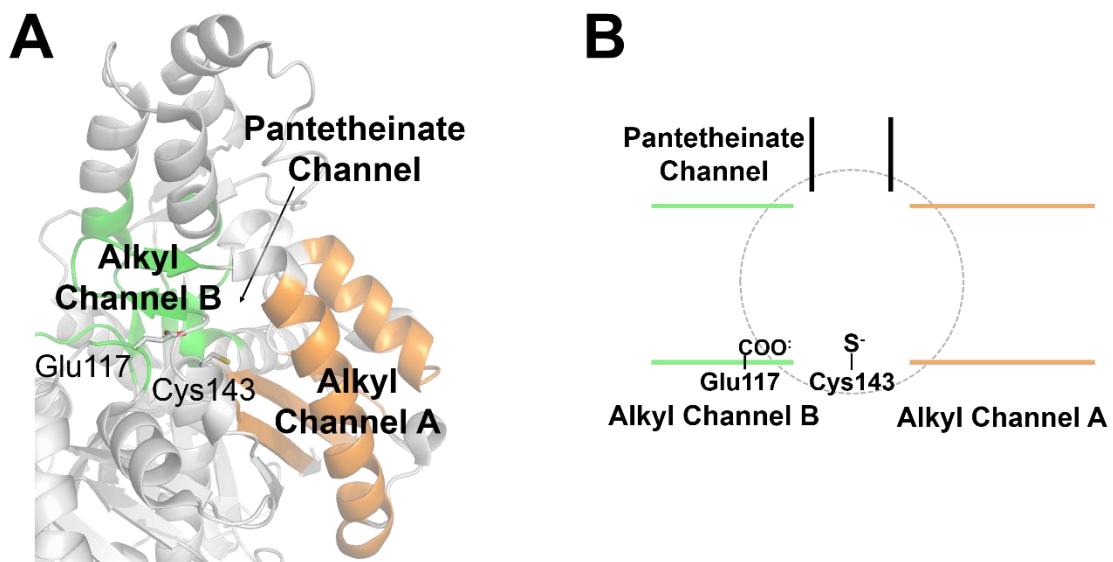 A
Pantetheinate
Channel
Alkyl
Channel B
Glu117
Cys143
Alkyl
Channel A
B
Pantetheinate
Channel
COO:
S-
Glu117
Cys143
Alkyl Channel B
Alkyl Channel A